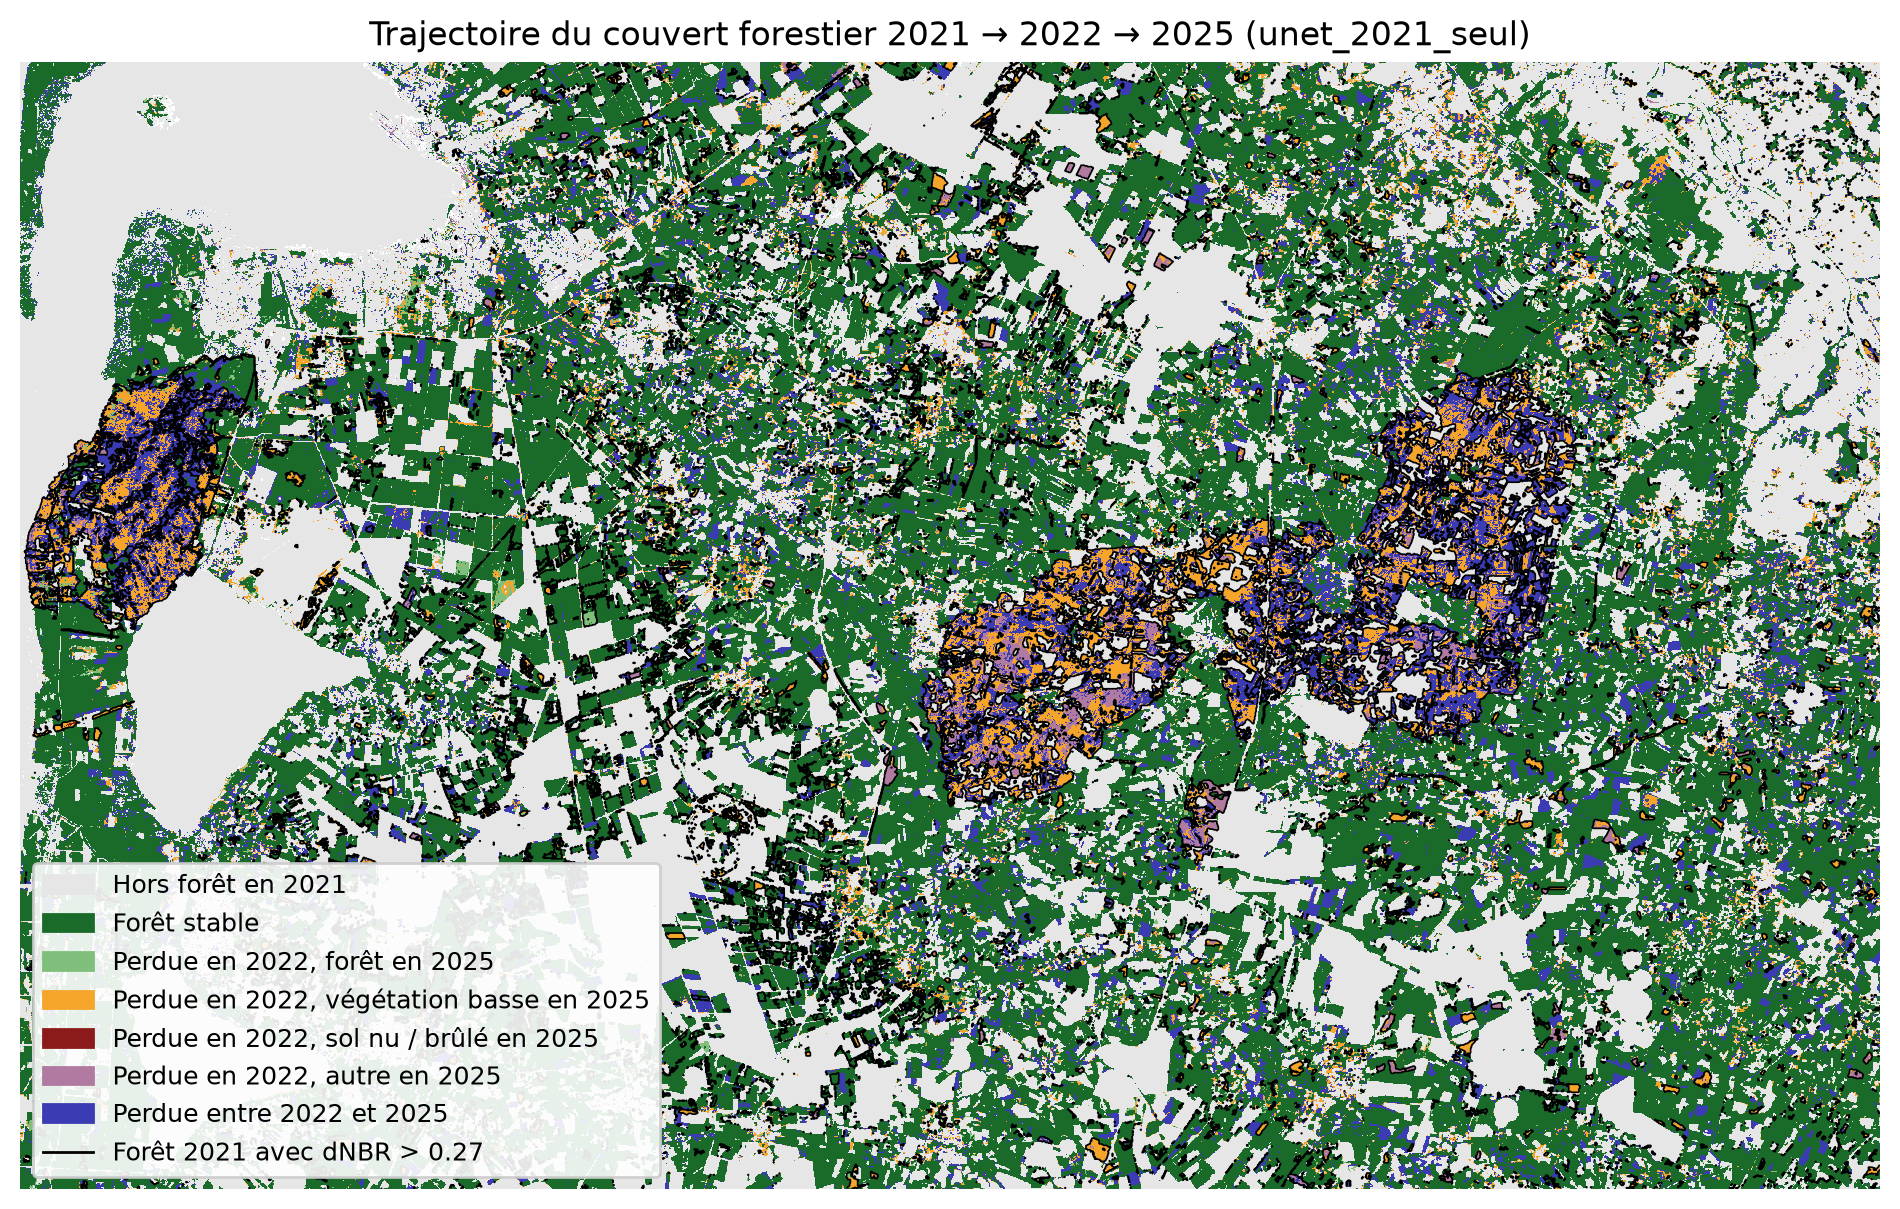 Trajectoire du couvert forestier 2021 → 2022 → 2025 (unet_2021_seul)
Hors forêt en 2021
Forêt stable
Perdue en 2022, forêt en 2025
Perdue en 2022, végétation basse en 2025
Perdue en 2022, sol nu / brûlé en 2025
Perdue en 2022, autre en 2025
Perdue entre 2022 et 2025
Forêt 2021 avec dNBR > 0.27